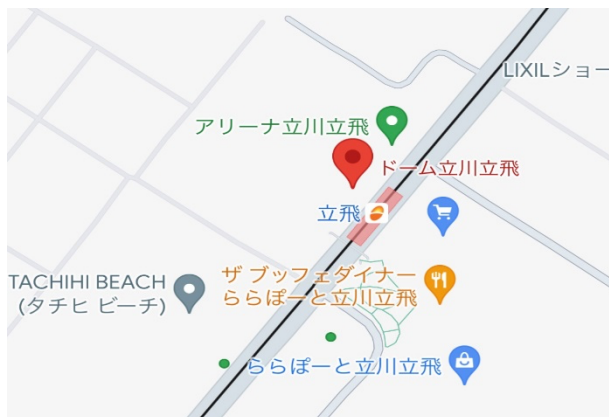 LIXILショー
アリーナ立川立飛
ドーム立川立飛
立飛
TACHIHI BEACH
(タチヒ ビーチ)
ザ ブッフェダイナー
ららぽーと立川立飛
ららぽーと立川立飛